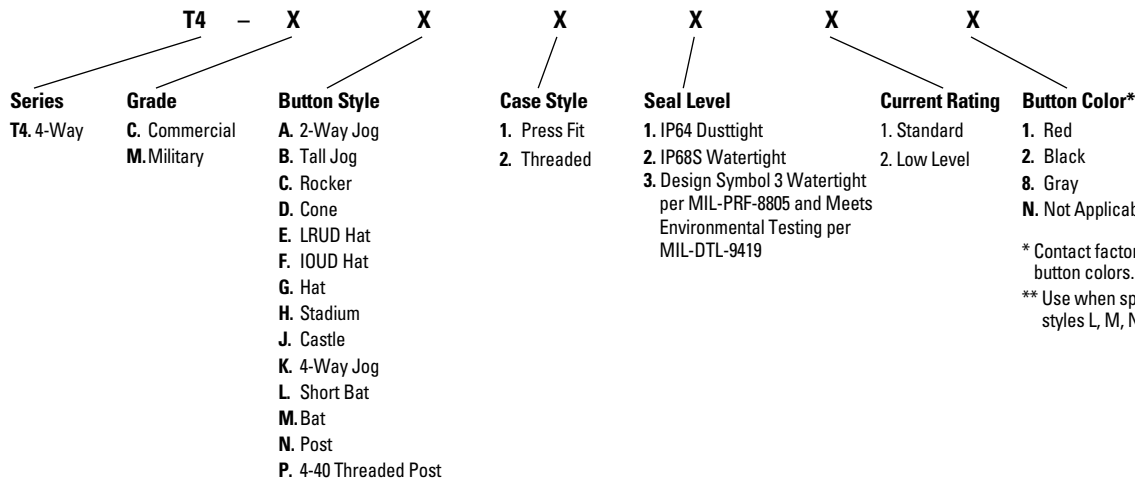 T4 – X X X X X X
Series
T4. 4-Way
Grade
C. Commercial
M. Military
Button Style
A. 2-Way Jog
B. Tall Jog
C. Rocker
D. Cone
E. LRUD Hat
F. IOUD Hat
G. Hat
H. Stadium
J. Castle
K. 4-Way Jog
L. Short Bat
M. Bat
N. Post
P. 4-40 Threaded Post
Case Style
1. Press Fit
2. Threaded
Seal Level
1. IP64 Dusttight
2. IP68S Watertight
3. Design Symbol 3 Watertight
per MIL-PRF-8805 and Meets
Environmental Testing per
MIL-DTL-9419
Current Rating
1. Standard
2. Low Level
Button Color*
1. Red
2. Black
8. Gray
N. Not
* Contact
button colors.
** Use when
styles L, M,